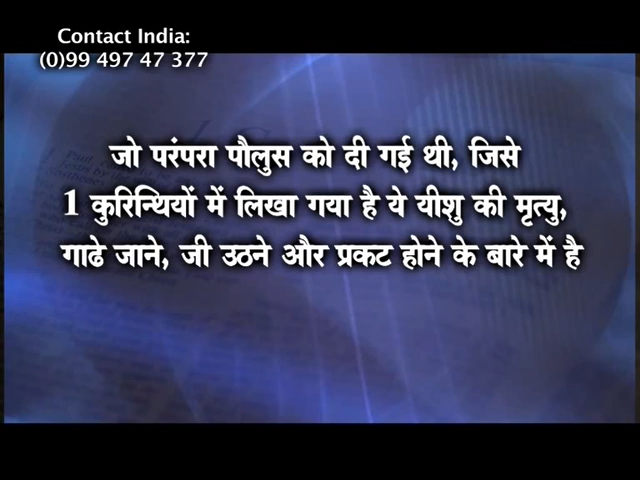 Contact India:
(0)99 497 47 377
जो परंपरा पौलुस को दी गई थी, जिसे
1 कुरिन्थियों में लिखा गया है ये यीशु की मृत्यु,
गाढे जाने, जी उठने और प्रकट होने के बारे में है